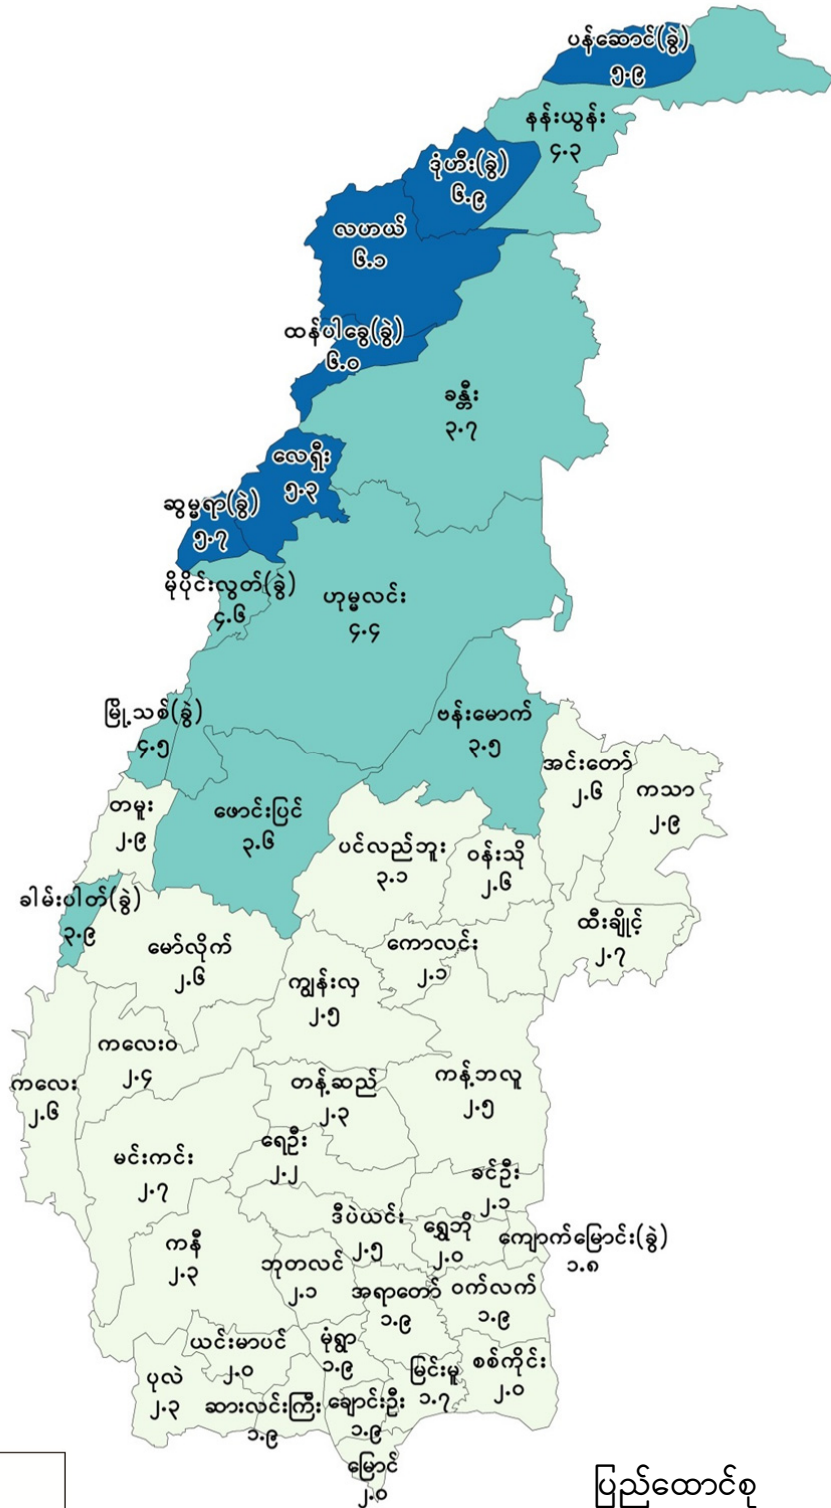 ပန်ဆောင်(ခွဲ)
၅.၉
နန်းယွန်း
၄.၃
ဒုံဟီး(ခွဲ)
၆.၉
လဟယ်
၆.၁
ထန်ပါခွေ(ခွဲ)
၆.၀
ခန္တီး
၃.၇
လေရှီး
၅.၃
ဆွမ္မရာ(ခွဲ)
၅.၇
မိုပိုင်းလွတ်(ခွဲ)
၄.၆
ဟုမ္မလင်း
၄.၄
မြို့သစ်(ခွဲ)
၄.၅
ဗန်းမောက်
၃.၅
အင်းတော်
၂.၆
ကသာ
၂.၉
တမူး
၂.၉
ဖောင်းပြင်
၃.၆
ပင်လည်ဘူး
၃.၁
ဝန်းသို
၂.၆
ခါမ်းပါတ်(ခွဲ)
၃.၉
ထီးချိုင့်
၂.၇
မော်လိုက်
၂.၆
ကောလင်း
၂.၁
ကျွန်းလှ
၂.၅
ကလေးဝ
၂.၄
ကလေး
၂.၆
တန့်ဆည်
၂.၃
ကန့်ဘလူ
၂.၅
မင်းကင်း
၂.၇
ရေဦး
၂.၂
ခင်ဦး
၂.၁
ဒီပဲယင်း
၂.၅
ရွှေဘို
၂.၀
ကျောက်မြောင်း(ခွဲ)
၁.၈
ကနီ
၂.၃
ဘုတလင်
၂.၁
အရာတော်
၁.၉
ဝက်လက်
၁.၉
ယင်းမာပင်
၂.၀
မုံရွာ
၁.၉
မြင်းမူ
၁.၇
စစ်ကိုင်း
၂.၀
ပုလဲ
၂.၃
ဆားလင်းကြီး
၁.၉
ချောင်းဦး
၁.၉
မြောင်
၂.၀
ပြည်ထောင်စု